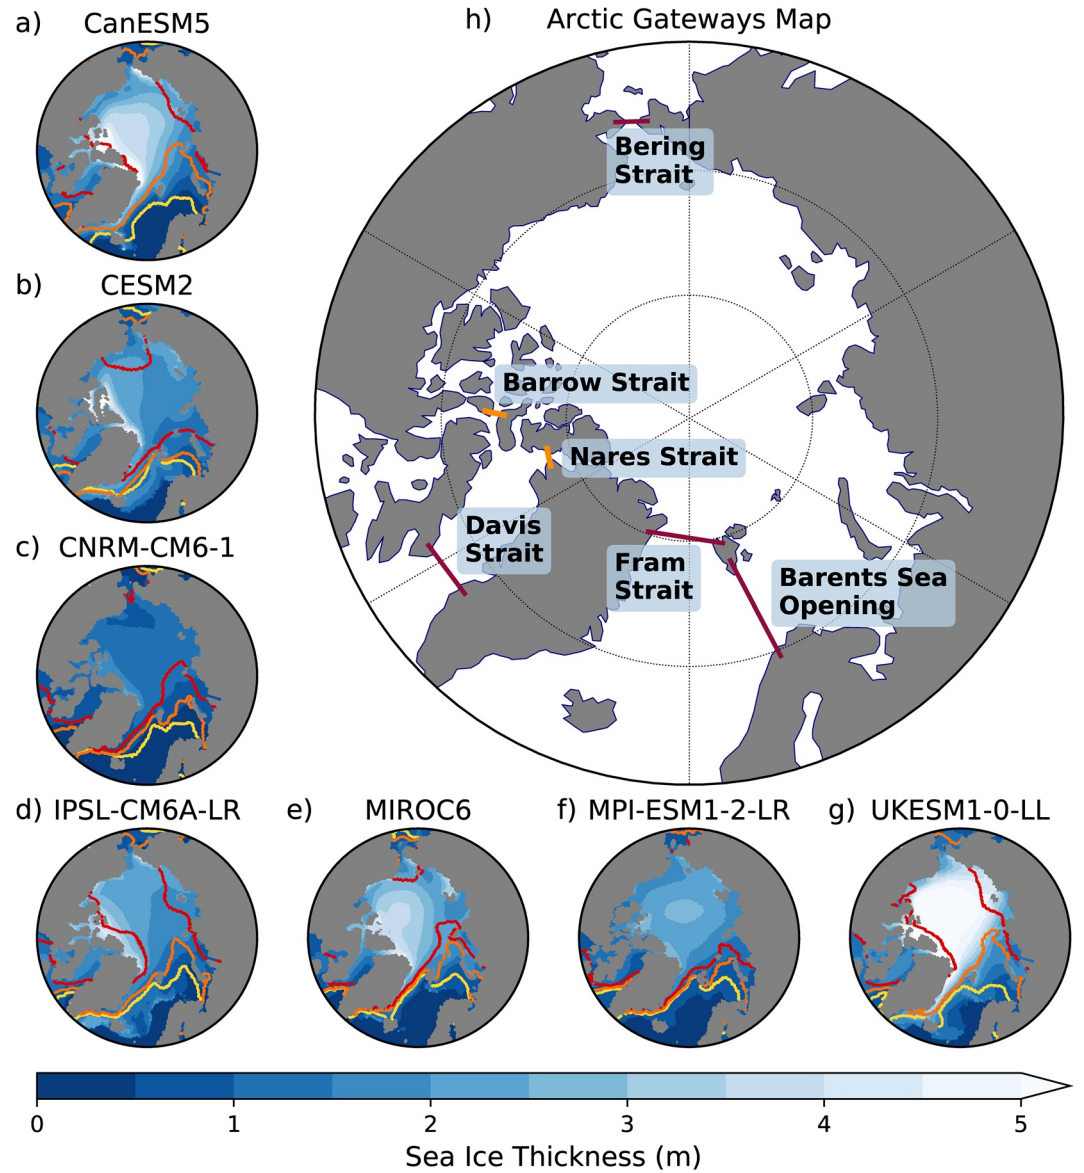 a) CanESM5
h) Arctic Gateways Map
Bering
Strait
b) CESM2
Barrow Strait
Nares Strait
Davis
Strait
c) CNRM-CM6-1
Fram
Strait
Barents Sea
Opening
d) IPSL-CM6A-LR
e) MIROC6
f) MPI-ESM1-2-LR
g) UKESM1-0-LL
0 1 2 3 4 5
Sea Ice Thickness (m)